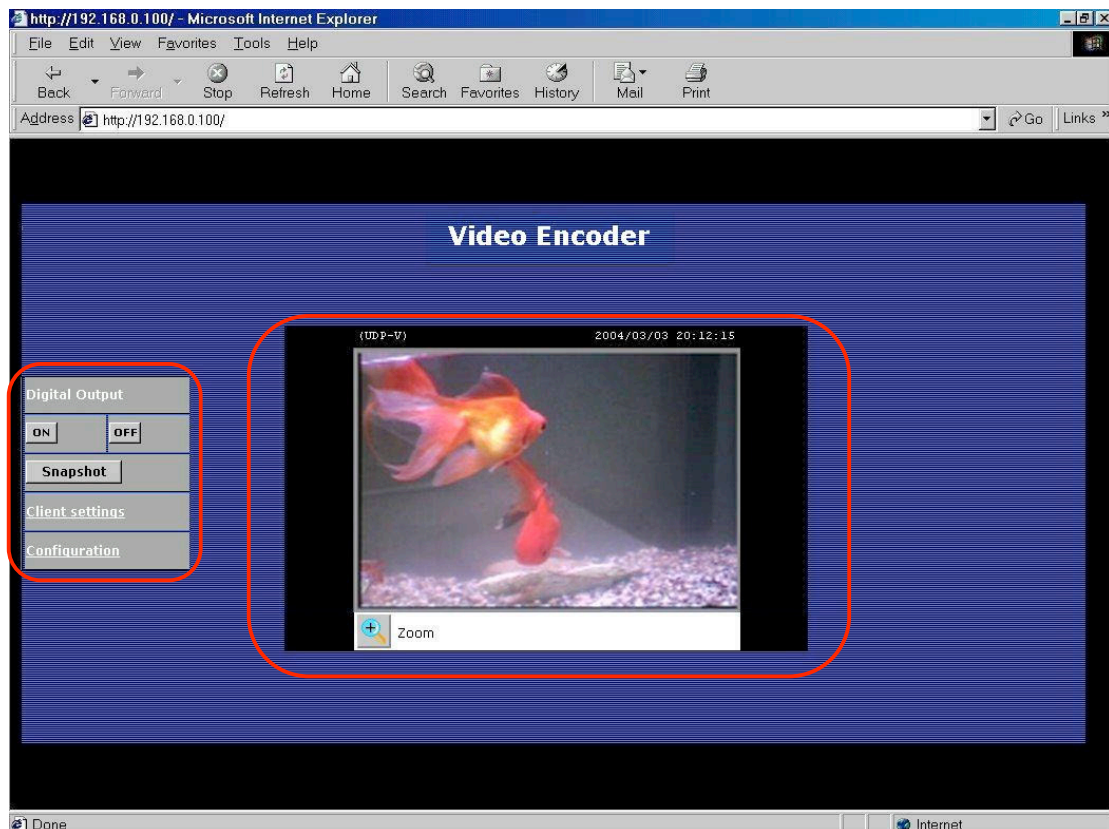 http://192.168.0.100/ - Microsoft Internet Explorer
File Edit View Favorites Tools Help
Back Forward Stop Refresh Home Search Favorites History Mail Print
Address http://192.168.0.100/ Go Links »
Video Encoder
(UDP-V) 2004/03/03 20:12:15
Digital Output
ON OFF
Snapshot
Client settings
Configuration
Zoom
Done Internet